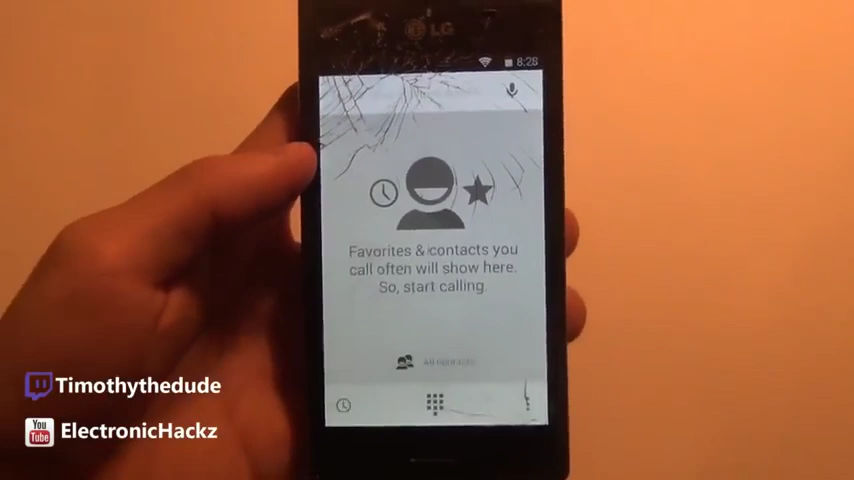 LG
8:28
Favorites & contacts you
call often will show here.
So, start calling.
Timothythedude
You
Tube
ElectronicHackz